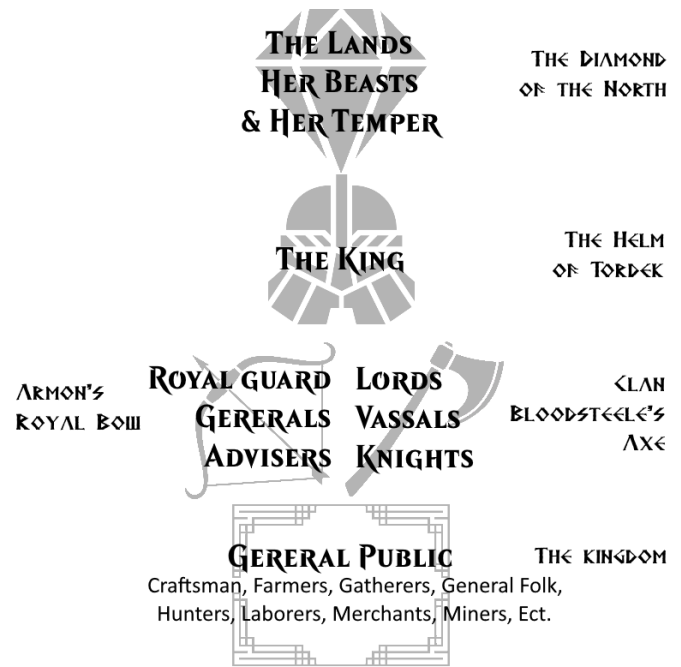 The Lands
Her Beasts
& Her Temper
The Diamond
of the North
The King
The Helm
of Tordek
Armon's
Royal Bow
Royal guard
Gererals
Advisers
Lords
Vassals
Knights
Clan
Bloodsteele's
Axe
Gereral Public
The kingdom
Craftsman, Farmers, Gatherers, General Folk,
Hunters, Laborers, Merchants, Miners, Ect.